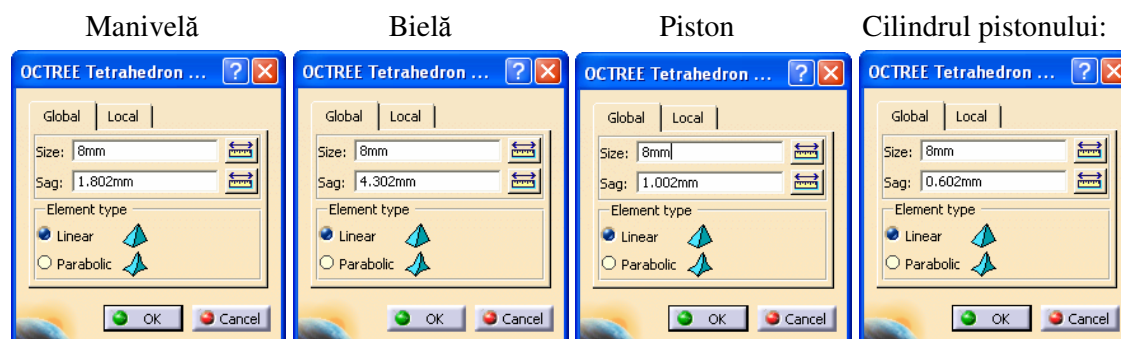 Manivelă Bielă Piston Cilindrul pistonului:
OCTREE Tetrahedron ...
Global Local
Size: 8mm
Sag: 1.802mm
Element type
Linear
Parabolic
OK Cancel
OCTREE Tetrahedron ...
Global Local
Size: 8mm
Sag: 4.302mm
Element type
Linear
Parabolic
OK Cancel
OCTREE Tetrahedron ...
Global Local
Size: 8mm
Sag: 1.002mm
Element type
Linear
Parabolic
OK Cancel
OCTREE Tetrahedron ...
Global Local
Size: 8mm
Sag: 0.602mm
Element type
Linear
Parabolic
OK Cancel